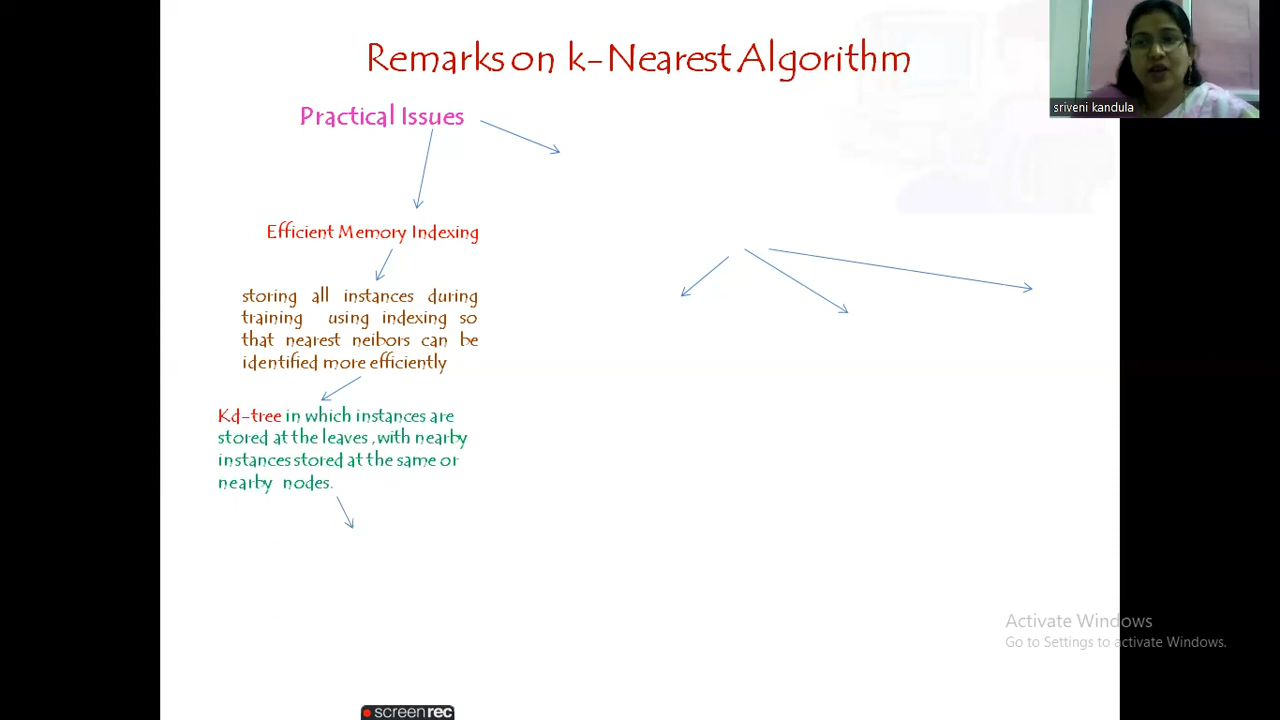 Remarks on k-Nearest Algorithm
sriveni kandula
Practical Issues
Efficient Memory Indexing
storing all instances during
training using indexing so
that nearest neibors can be
identified more efficiently
Kd-tree in which instances are
stored at the leaves ,with nearby
instances stored at the same or
nearby nodes.
Activate Windows
Go to Settings to activate Windows.
screenrec